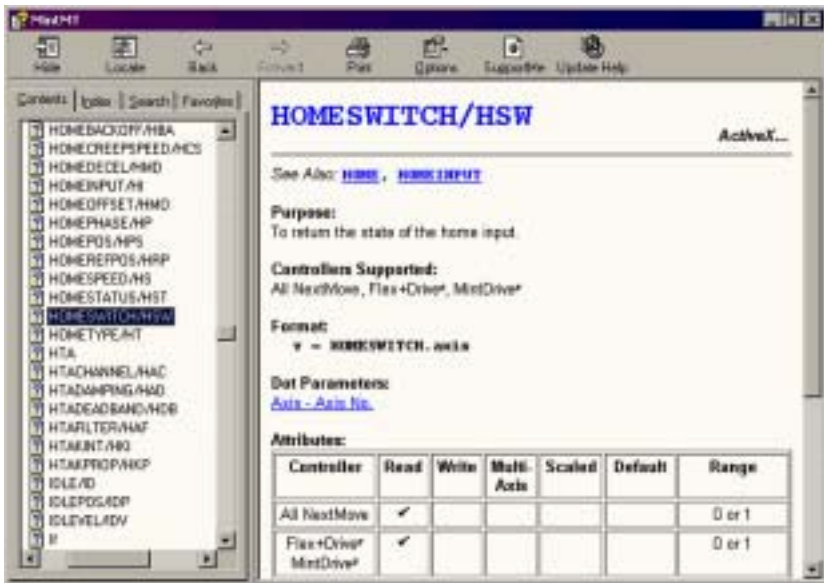 MintMT
Hide Locate Back Forward Print Options SupportMe Update Help
Contents Index Search Favorites
HOMEBACKOFF/HBA
HOMECREEPSPEED/HCS
HOMEDECEL/HMD
HOMEINPUT/HI
HOMEOFFSET/HMO
HOMEPHASE/HP
HOMEPOS/HPS
HOMEREFPOS/HRP
HOMESPEED/HS
HOMESTATUS/HST
HOMESWITCH/HSW
HOMETYPE/HT
HTA
HTACHANNEL/HAC
HTADAMPING/HAD
HTADEADBAND/HDB
HTAFILTER/HAF
HTAKINT/HKI
HTAKPROP/HKP
IDLE/ID
IDLEPOS/IDP
IDLEVEL/IDV
If
HOMESWITCH/HSW
ActiveX...
See Also: HOME, HOMEINPUT
Purpose:
To return the state of the home input.
Controllers Supported:
All NextMove, Flex+Drive, MintDrive
Format:
v = HOMESWITCH.axis
Dot Parameters:
Axis - Axis No.
Attributes:
Controller Read Write Multi-Axis Scaled Default Range
All NextMove ✔ 0 or 1
Flex+Drive MintDrive ✔ 0 or 1